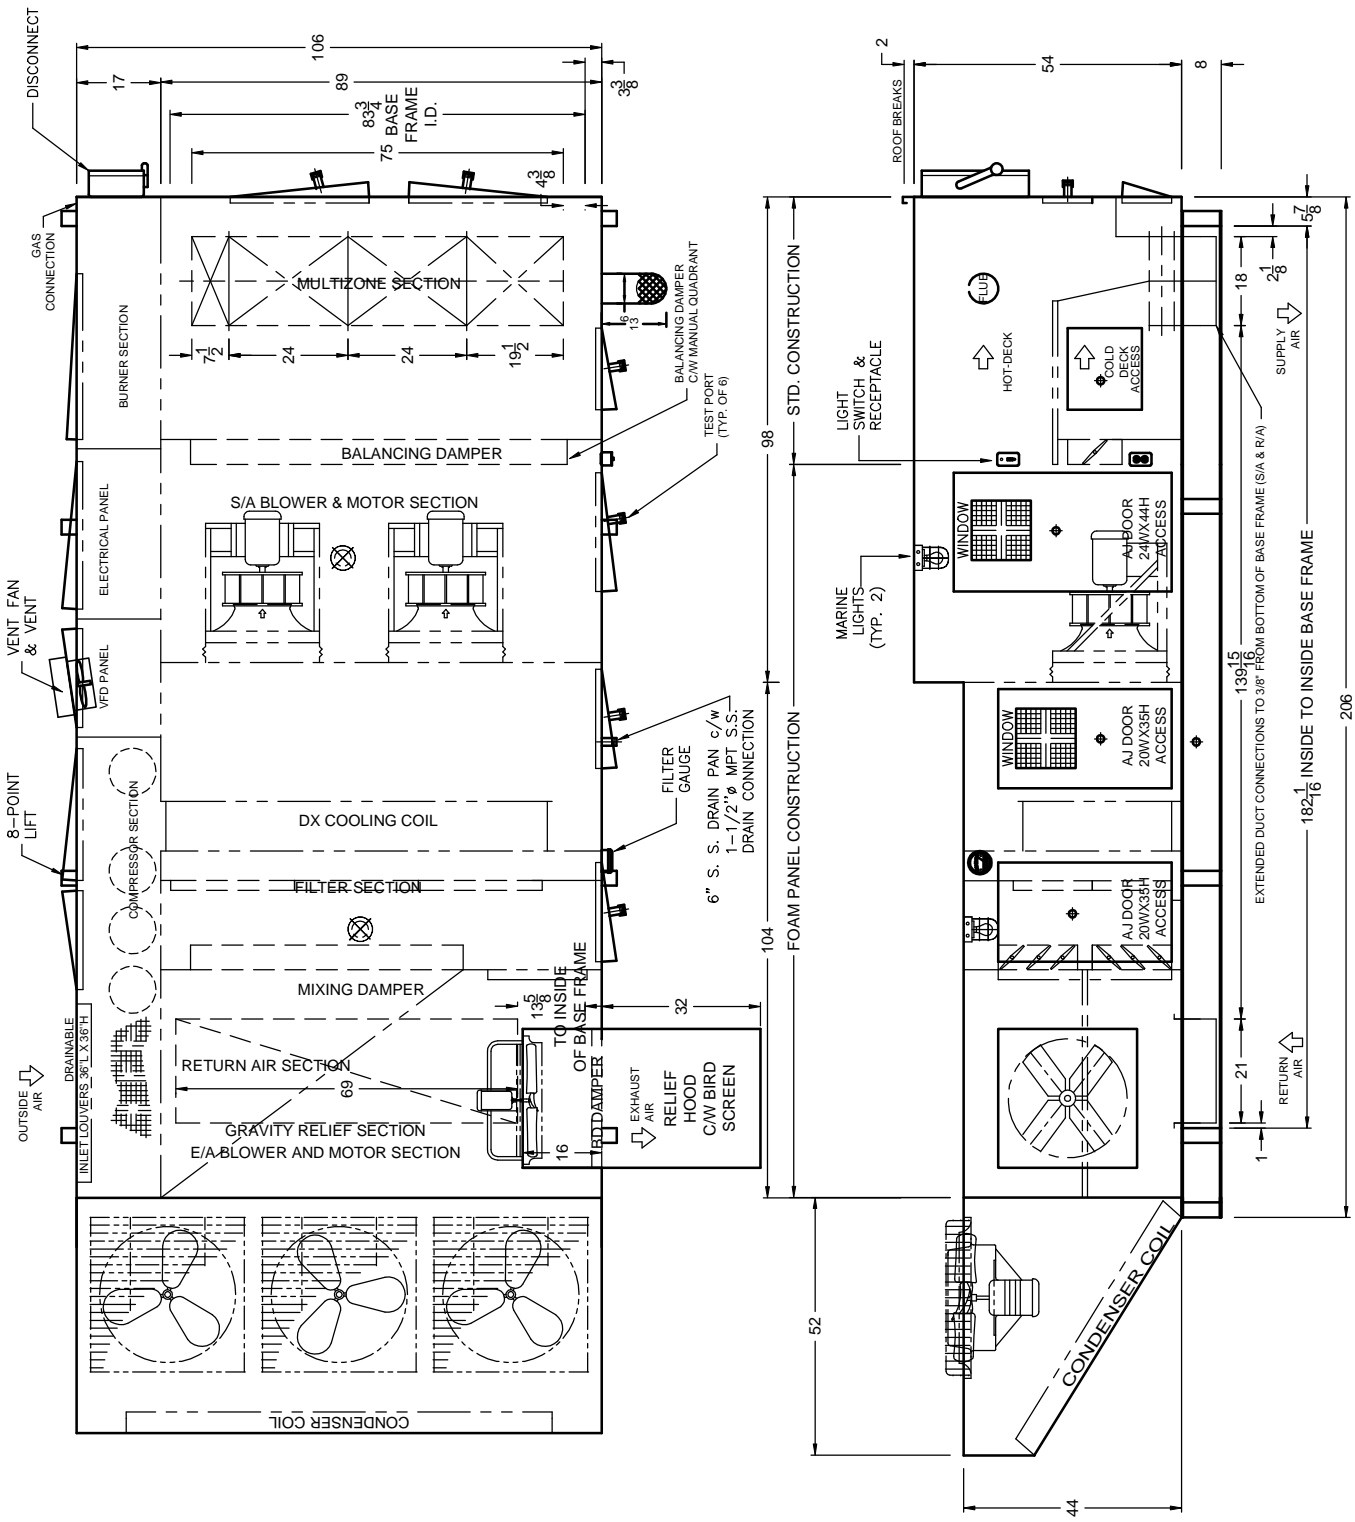 DISCONNECT
106
17
89
83 3/4
BASE
FRAME
I.D.
75
3 3/8
4 3/8
GAS
CONNECTION
BURNER SECTION
MULTIZONE SECTION
7 1/2
24
24
19 1/2
6
13
BALANCING DAMPER
C/W MANUAL QUADRANT
TEST PORT
(TYP. OF 6)
BALANCING DAMPER
S/A BLOWER & MOTOR SECTION
ELECTRICAL PANEL
VENT FAN
& VENT
VFD PANEL
8-POINT
LIFT
COMPRESSOR SECTION
DX COOLING COIL
FILTER SECTION
FILTER
GAUGE
6" S. S. DRAIN PAN c/w
1-1/2"ø MPT S.S.
DRAIN CONNECTION
MIXING DAMPER
13 5/8
TO INSIDE
OF BASE FRAME
32
OUTSIDE
AIR
DRAINABLE
INLET LOUVERS 36"L X 36"H
RETURN AIR SECTION
69
GRAVITY RELIEF SECTION
E/A BLOWER AND MOTOR SECTION
16
BD DAMPER
EXHAUST
AIR
RELIEF
HOOD
C/W BIRD
SCREEN
CONDENSER COIL
98
104
STD. CONSTRUCTION
FOAM PANEL CONSTRUCTION
52
2
ROOF BREAKS
54
8
FLUE
HOT-DECK
COLD
DECK
ACCESS
LIGHT
SWITCH &
RECEPTACLE
MARINE
LIGHTS
(TYP. 2)
WINDOW
AJ DOOR
24WX44H
ACCESS
WINDOW
AJ DOOR
20WX35H
ACCESS
AJ DOOR
20WX35H
ACCESS
CONDENSER COIL
44
5 7/8
2 1/8
18
SUPPLY
AIR
139 15/16
EXTENDED DUCT CONNECTIONS TO 3/8" FROM BOTTOM OF BASE FRAME (S/A & R/A)
182 1/16 INSIDE TO INSIDE BASE FRAME
206
21
1
RETURN
AIR